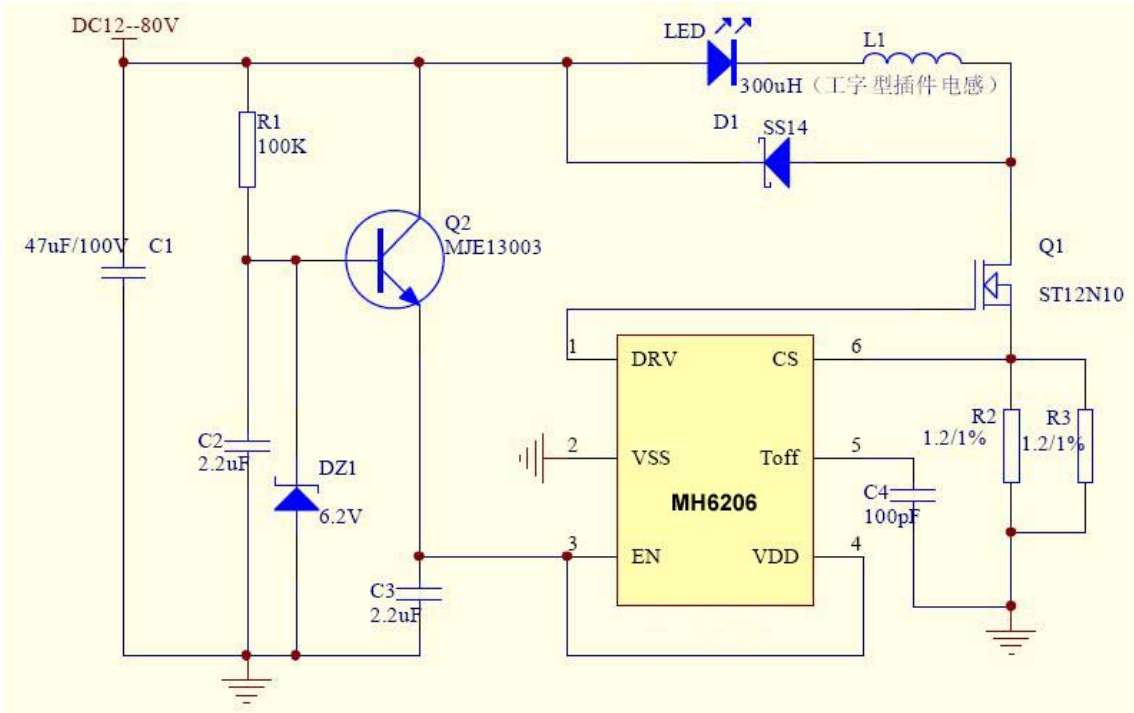 DC12--80V
LED
L1
300uH（工字型插件电感）
R1
100K
D1
SS14
47uF/100V
C1
Q2
MJE13003
Q1
ST12N10
1
DRV
CS
6
R2
1.2/1%
R3
1.2/1%
C2
2.2uF
DZ1
6.2V
2
VSS
Toff
5
C4
100pF
MH6206
3
EN
VDD
4
C3
2.2uF